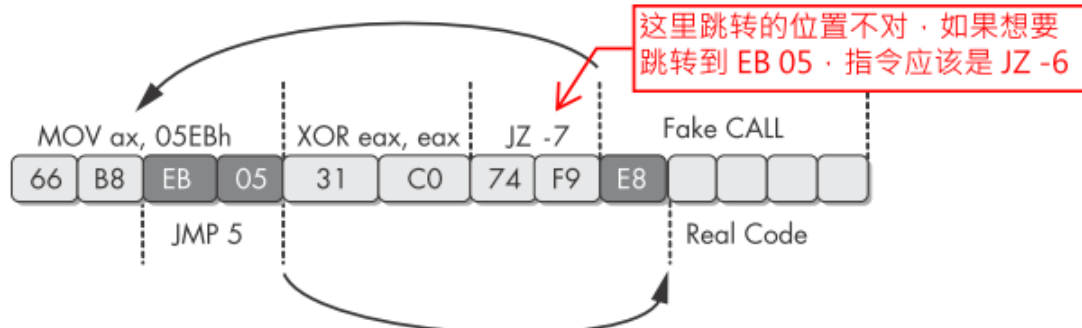 这里跳转的位置不对，如果想要
跳转到 EB 05，指令应该是 JZ -6
MOV ax, 05EBh XOR eax, eax JZ -7 Fake CALL
66 B8 EB 05 31 C0 74 F9 E8
JMP 5 Real Code